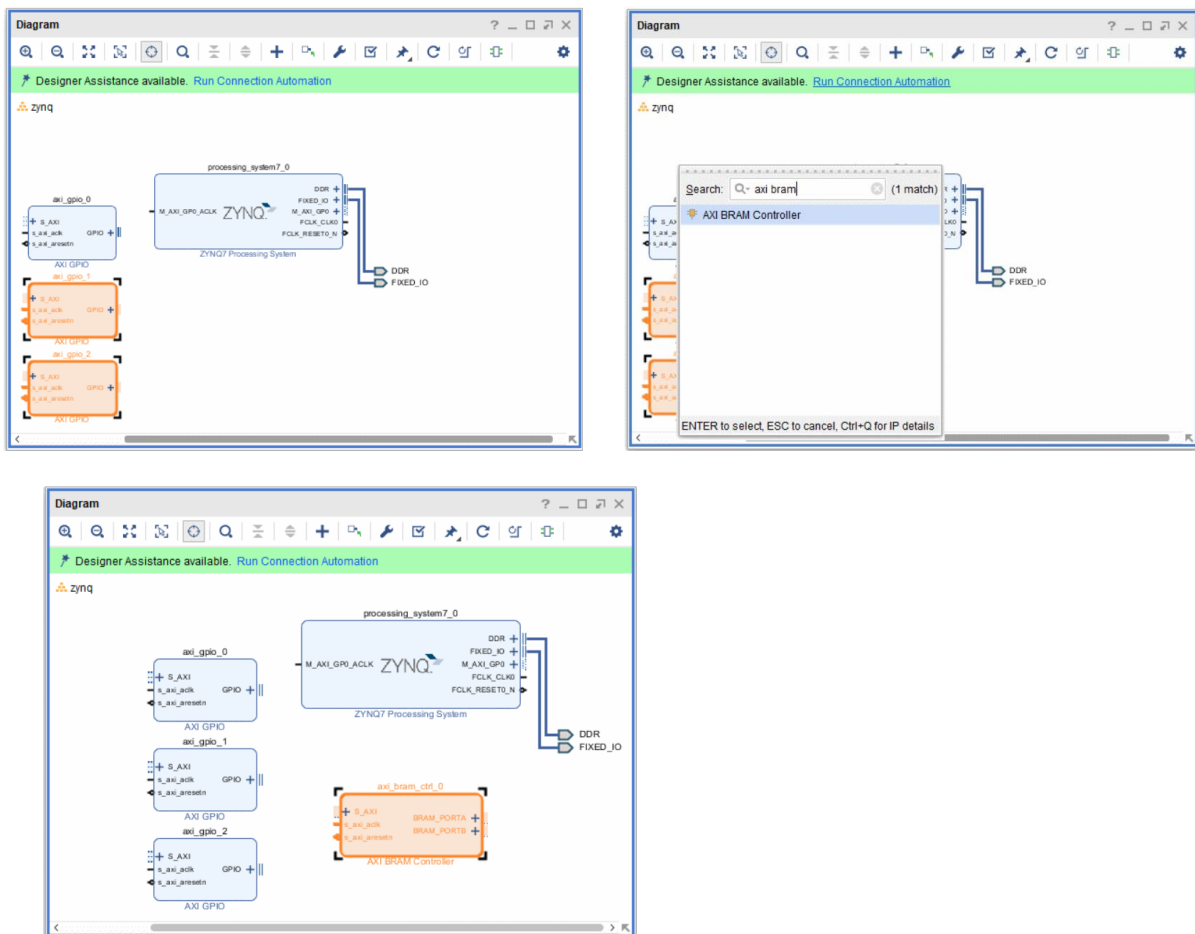 Diagram
Designer Assistance available. Run Connection Automation
zynq
processing_system7_0
DDR
FIXED_IO
M_AXI_GP0
FCLK_CLK0
FCLK_RESET0_N
M_AXI_GP0_ACLK
ZYNQ
ZYNQ7 Processing System
DDR
FIXED_IO
axi_gpio_0
S_AXI
s_axi_aclk
s_axi_aresetn
GPIO
AXI GPIO
axi_gpio_1
S_AXI
s_axi_aclk
s_axi_aresetn
GPIO
AXI GPIO
axi_gpio_2
S_AXI
s_axi_aclk
s_axi_aresetn
GPIO
AXI GPIO
Diagram
Designer Assistance available. Run Connection Automation
zynq
Search: axi bram (1 match)
AXI BRAM Controller
ENTER to select, ESC to cancel, Ctrl+Q for IP details
DDR
FIXED_IO
Diagram
Designer Assistance available. Run Connection Automation
zynq
processing_system7_0
DDR
FIXED_IO
M_AXI_GP0
FCLK_CLK0
FCLK_RESET0_N
M_AXI_GP0_ACLK
ZYNQ
ZYNQ7 Processing System
DDR
FIXED_IO
axi_gpio_0
S_AXI
s_axi_aclk
s_axi_aresetn
GPIO
AXI GPIO
axi_gpio_1
S_AXI
s_axi_aclk
s_axi_aresetn
GPIO
AXI GPIO
axi_gpio_2
S_AXI
s_axi_aclk
s_axi_aresetn
GPIO
AXI GPIO
axi_bram_ctrl_0
S_AXI
s_axi_aclk
s_axi_aresetn
BRAM_PORTA
BRAM_PORTB
AXI BRAM Controller